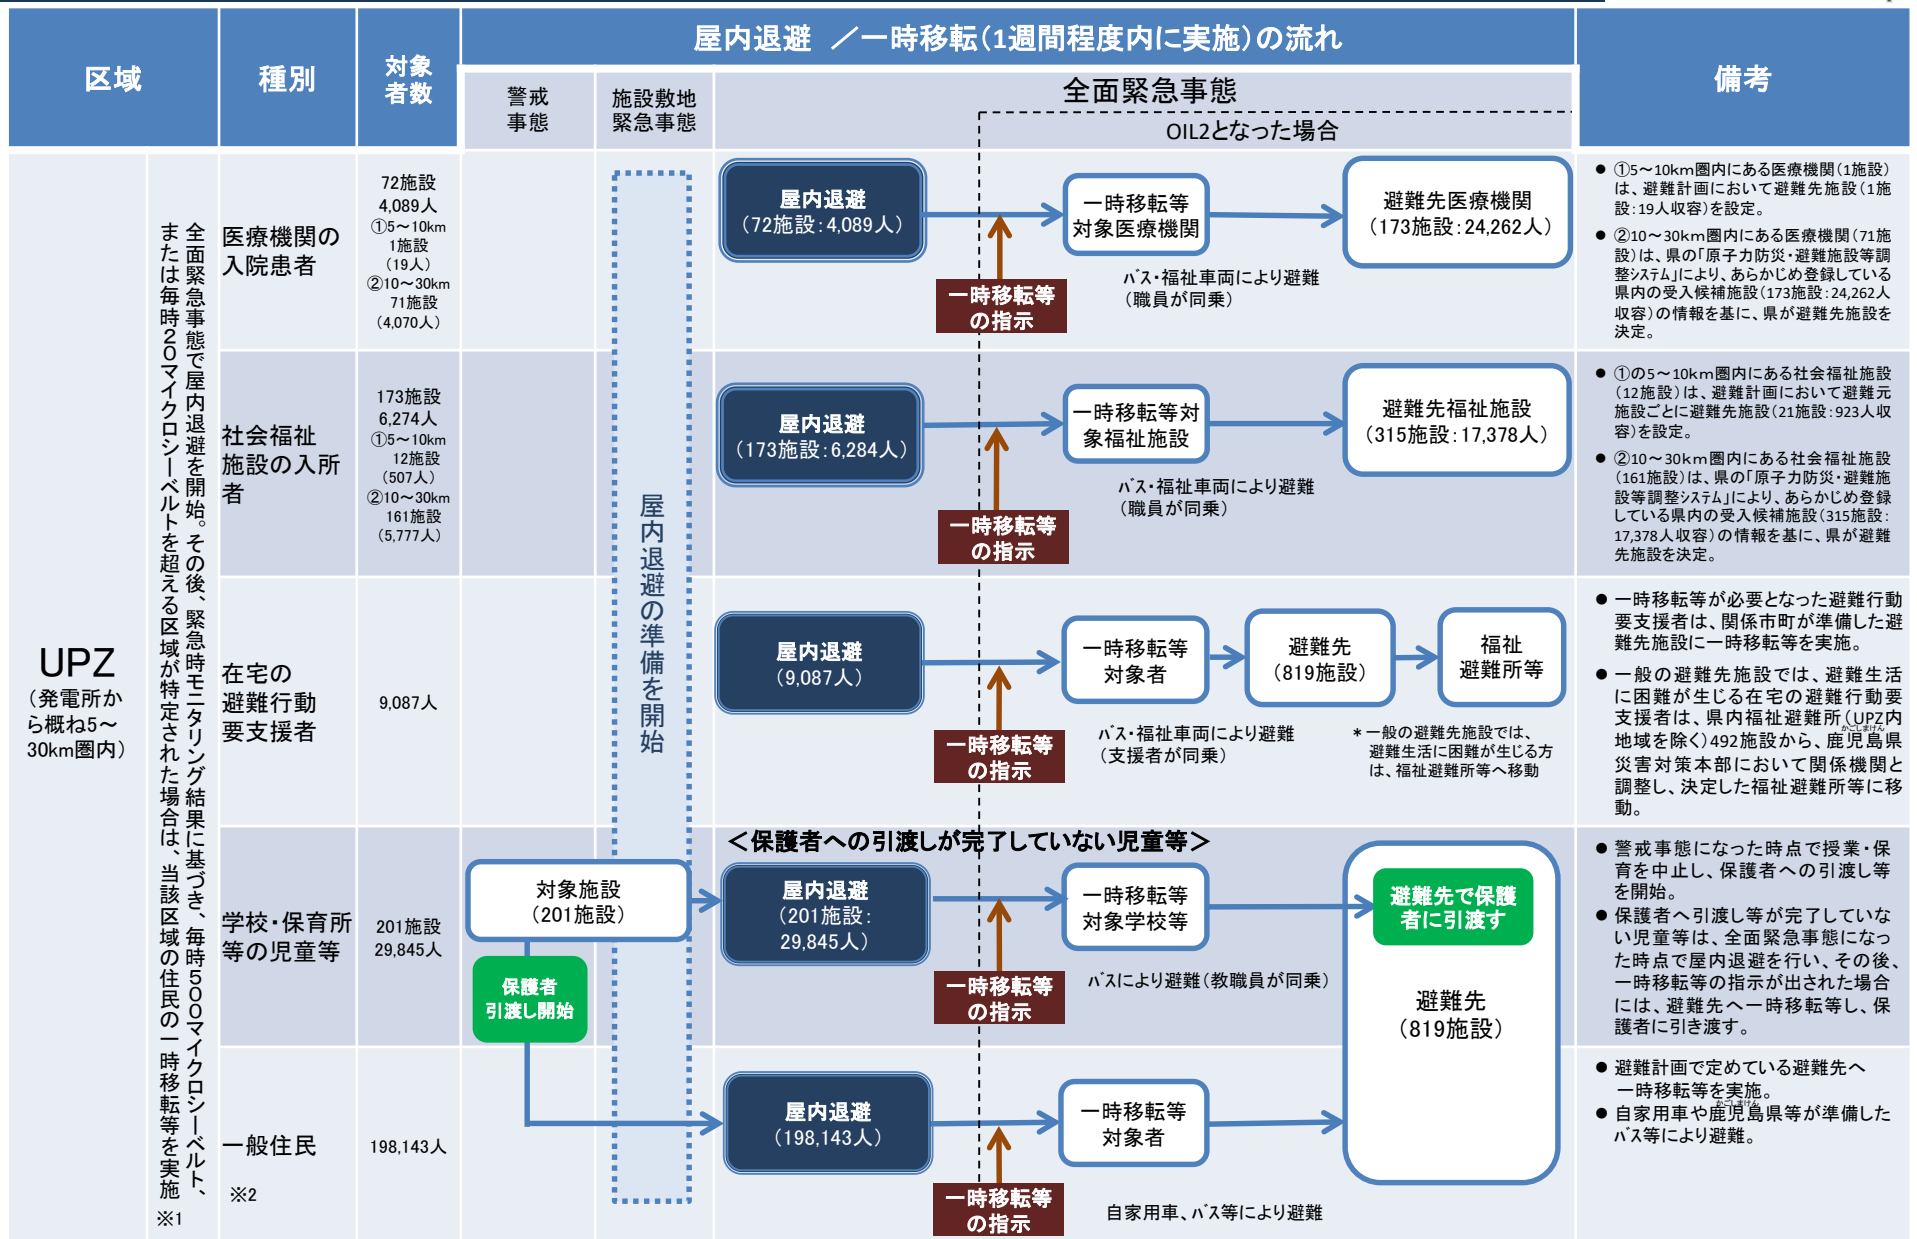 区域
種別
対象
者数
屋内退避 ／一時移転（1週間程度内に実施）の流れ
備考
警戒
事態
施設敷地
緊急事態
全面緊急事態
OIL2となった場合
UPZ
（発電所か
ら概ね5～
30km圏内）
全面緊急事態で屋内退避を開始。その後、緊急時モニタリング結果に基づき、毎時500マイクロシーベルト、
または毎時20マイクロシーベルトを超える区域が特定された場合は、当該区域の住民の一時移転等を実施
※1
屋内退避の準備を開始
医療機関の
入院患者
72施設
4,089人
①5～10km
1施設
（19人）
②10～30km
71施設
（4,070人）
屋内退避
（72施設：4,089人）
一時移転等
の指示
一時移転等
対象医療機関
バス・福祉車両により避難
（職員が同乗）
避難先医療機関
（173施設：24,262人）
● ①5～10km圏内にある医療機関（1施設）
は、避難計画において避難先施設（1施
設：19人収容）を設定。
● ②10～30km圏内にある医療機関（71施
設）は、県の「原子力防災・避難施設等調
整システム」により、あらかじめ登録している
県内の受入候補施設（173施設：24,262人
収容）の情報を基に、県が避難先施設を
決定。
社会福祉
施設の入所
者
173施設
6,274人
①5～10km
12施設
（507人）
②10～30km
161施設
（5,777人）
屋内退避
（173施設：6,284人）
一時移転等
の指示
一時移転等対
象福祉施設
バス・福祉車両により避難
（職員が同乗）
避難先福祉施設
（315施設：17,378人）
● ①の5～10km圏内にある社会福祉施設
（12施設）は、避難計画において避難元
施設ごとに避難先施設（21施設：923人収
容）を設定。
● ②10～30km圏内にある社会福祉施設
（161施設）は、県の「原子力防災・避難施
設等調整システム」により、あらかじめ登録
している県内の受入候補施設（315施設：
17,378人収容）の情報を基に、県が避難
先施設を決定。
在宅の
避難行動
要支援者
9,087人
屋内退避
（9,087人）
一時移転等
の指示
一時移転等
対象者
バス・福祉車両により避難
（支援者が同乗）
避難先
（819施設）
福祉
避難所等
＊一般の避難先施設では、
避難生活に困難が生じる方
は、福祉避難所等へ移動
● 一時移転等が必要となった避難行動
要支援者は、関係市町が準備した避
難先施設に一時移転等を実施。
● 一般の避難先施設では、避難生活
に困難が生じる在宅の避難行動要
支援者は、県内福祉避難所（UPZ内
かごしまけん
地域を除く）492施設から、鹿児島県
災害対策本部において関係機関と
調整し、決定した福祉避難所等に移
動。
学校・保育所
等の児童等
201施設
29,845人
＜保護者への引渡しが完了していない児童等＞
対象施設
（201施設）
保護者
引渡し開始
屋内退避
（201施設：
29,845人）
一時移転等
の指示
一時移転等
対象学校等
バスにより避難（教職員が同乗）
避難先で保護
者に引渡す
避難先
（819施設）
● 警戒事態になった時点で授業・保
育を中止し、保護者への引渡し等
を開始。
● 保護者へ引渡し等が完了していな
い児童等は、全面緊急事態になっ
た時点で屋内退避を行い、その後、
一時移転等の指示が出された場合
には、避難先へ一時移転等し、保
護者に引き渡す。
一般住民
※2
198,143人
屋内退避
（198,143人）
一時移転等
の指示
一時移転等
対象者
自家用車、バス等により避難
● 避難計画で定めている避難先へ
一時移転等を実施。
かごしまけん
● 自家用車や鹿児島県等が準備した
バス等により避難。